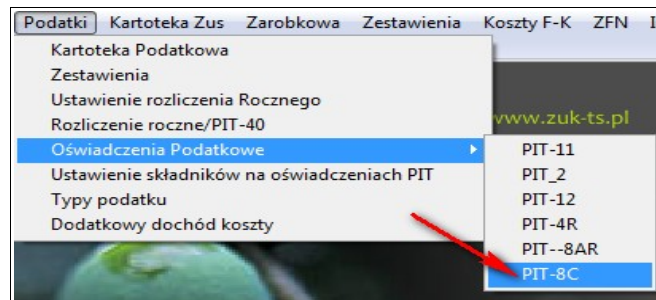 Podatki Kartoteka Zus Zarobkowa Zestawienia Koszty F-K ZFN
Kartoteka Podatkowa
Zestawienia
Ustawienie rozliczenia Rocznego
Rozliczenie roczne/PIT-40
www.zuk-ts.pl
Oświadczenia Podatkowe
Ustawienie składników na oświadczeniach PIT
Typy podatku
Dodatkowy dochód koszty
PIT-11
PIT_2
PIT-12
PIT-4R
PIT--8AR
PIT-8C